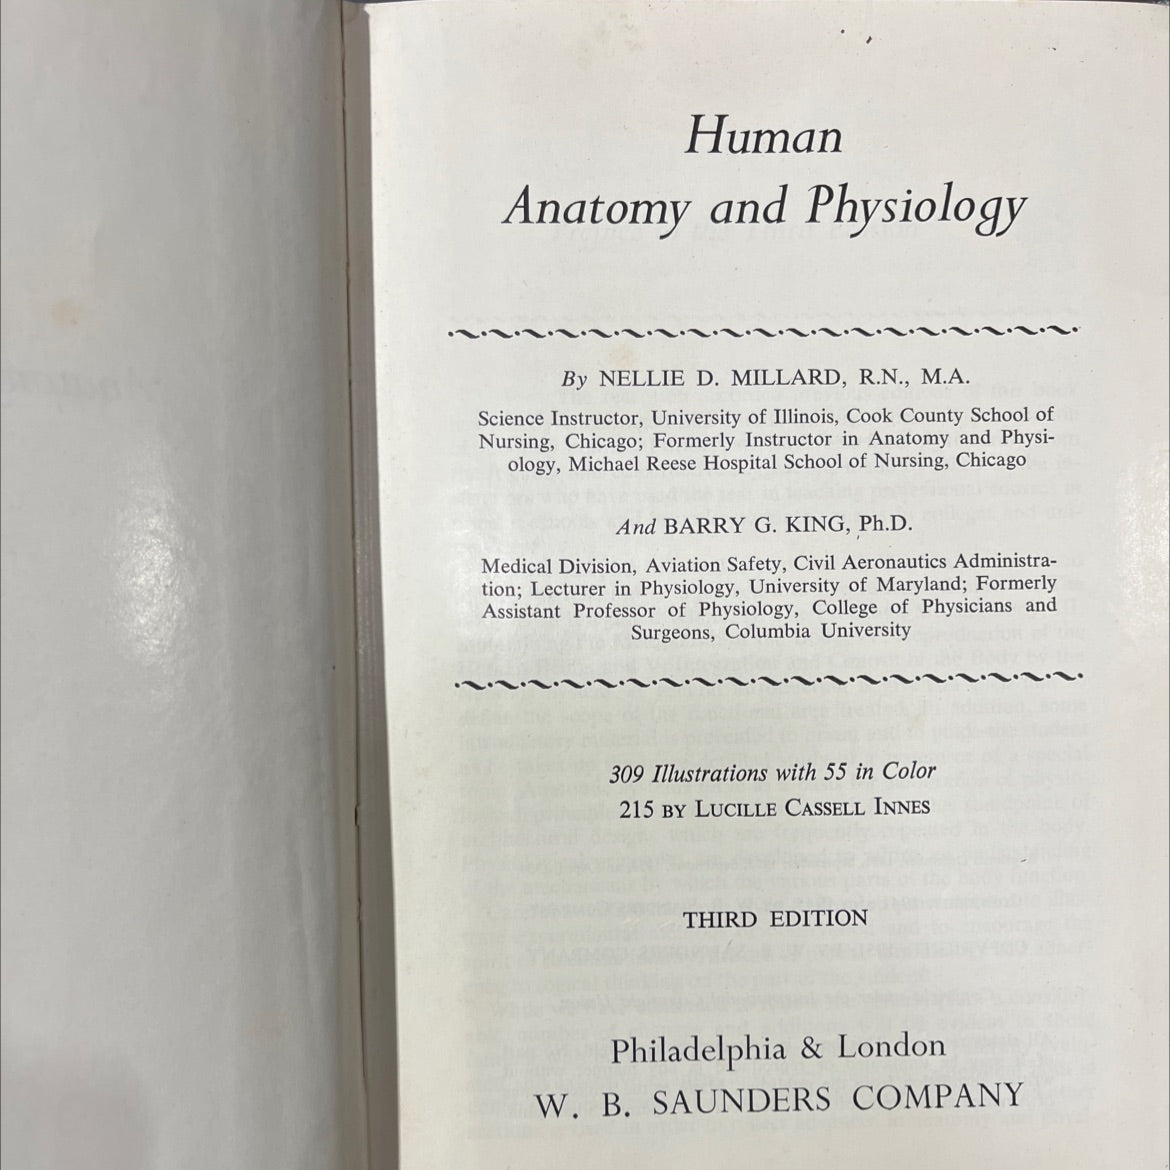 Human
Anatomy and Physiology
By NELLIE D. MILLARD, R.N., M.A.
Science Instructor, University of Illinois, Cook County School of
Nursing, Chicago; Formerly Instructor in Anatomy and Physi-
ology, Michael Reese Hospital School of Nursing, Chicago
And BARRY G. KING, Ph.D.
Medical Division, Aviation Safety, Civil Aeronautics Administra-
tion; Lecturer in Physiology, University of Maryland; Formerly
Assistant Professor of Physiology, College of Physicians and
Surgeons, Columbia University
309 Illustrations with 55 in Color
215 BY LUCILLE CASSELL INNES
THIRD EDITION
Philadelphia & London
W. B. SAUNDERS COMPANY